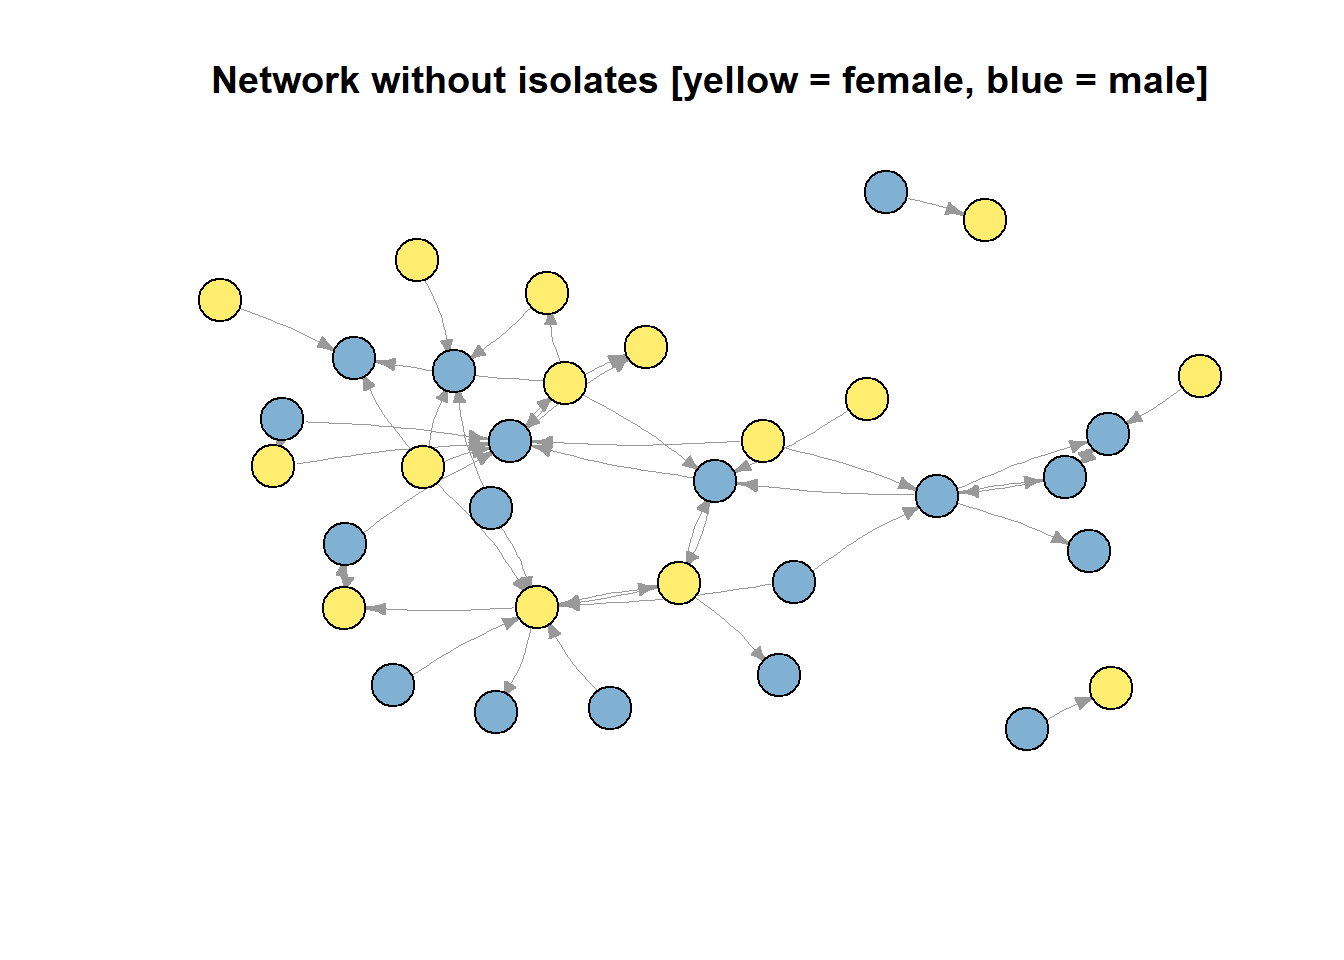 Network without isolates [yellow = female, blue = male]